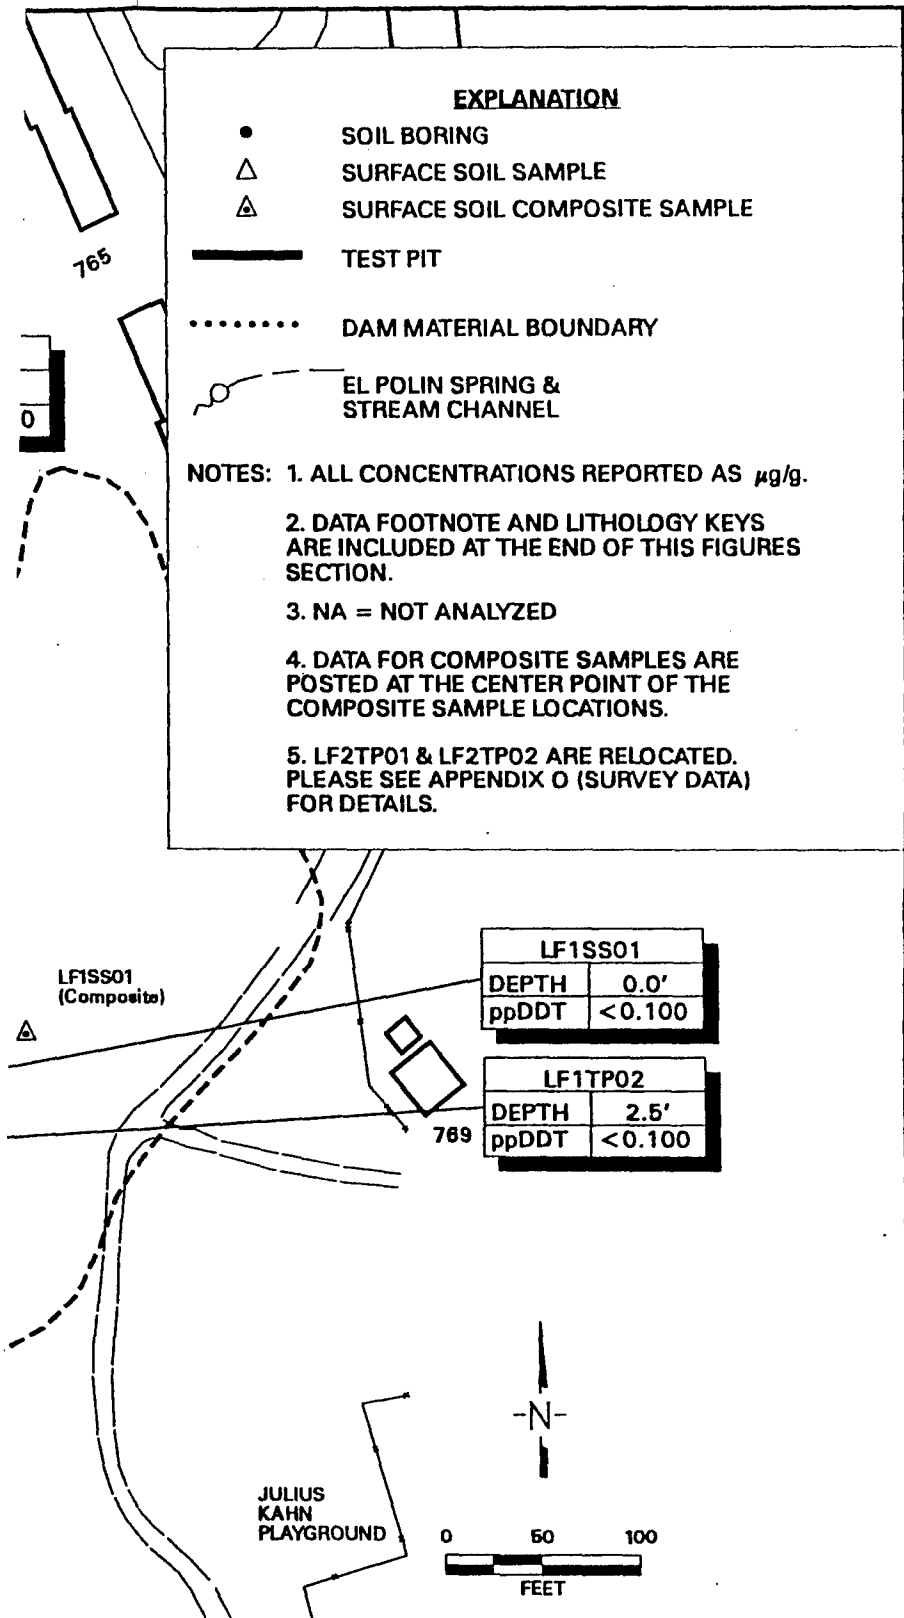 EXPLANATION
SOIL BORING
SURFACE SOIL SAMPLE
SURFACE SOIL COMPOSITE SAMPLE
TEST PIT
DAM MATERIAL BOUNDARY
EL POLIN SPRING &
STREAM CHANNEL
NOTES: 1. ALL CONCENTRATIONS REPORTED AS μg/g.
2. DATA FOOTNOTE AND LITHOLOGY KEYS
ARE INCLUDED AT THE END OF THIS FIGURES
SECTION.
3. NA = NOT ANALYZED
4. DATA FOR COMPOSITE SAMPLES ARE
POSTED AT THE CENTER POINT OF THE
COMPOSITE SAMPLE LOCATIONS.
5. LF2TP01 & LF2TP02 ARE RELOCATED.
PLEASE SEE APPENDIX O (SURVEY DATA)
FOR DETAILS.
765
0
LF1SS01
(Composite)
LF1SS01
DEPTH 0.0'
ppDDT <0.100
LF1TP02
DEPTH 2.5'
ppDDT <0.100
769
-N-
JULIUS
KAHN
PLAYGROUND
0 50 100
FEET